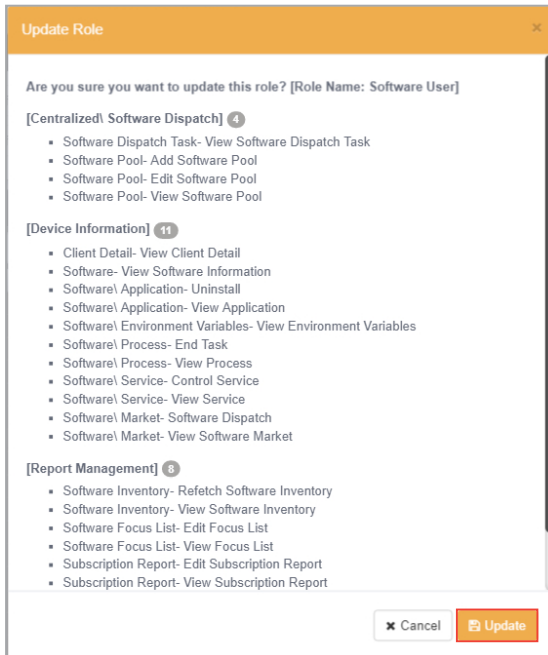 Update Role
×
Are you sure you want to update this role? [Role Name: Software User]
[Centralized\ Software Dispatch] 4
Software Dispatch Task- View Software Dispatch Task
Software Pool- Add Software Pool
Software Pool- Edit Software Pool
Software Pool- View Software Pool
[Device Information] 11
Client Detail- View Client Detail
Software- View Software Information
Software\ Application- Uninstall
Software\ Application- View Application
Software\ Environment Variables- View Environment Variables
Software\ Process- End Task
Software\ Process- View Process
Software\ Service- Control Service
Software\ Service- View Service
Software\ Market- Software Dispatch
Software\ Market- View Software Market
[Report Management] 8
Software Inventory- Refetch Software Inventory
Software Inventory- View Software Inventory
Software Focus List- Edit Focus List
Software Focus List- View Focus List
Subscription Report- Edit Subscription Report
Subscription Report- View Subscription Report
Cancel
Update